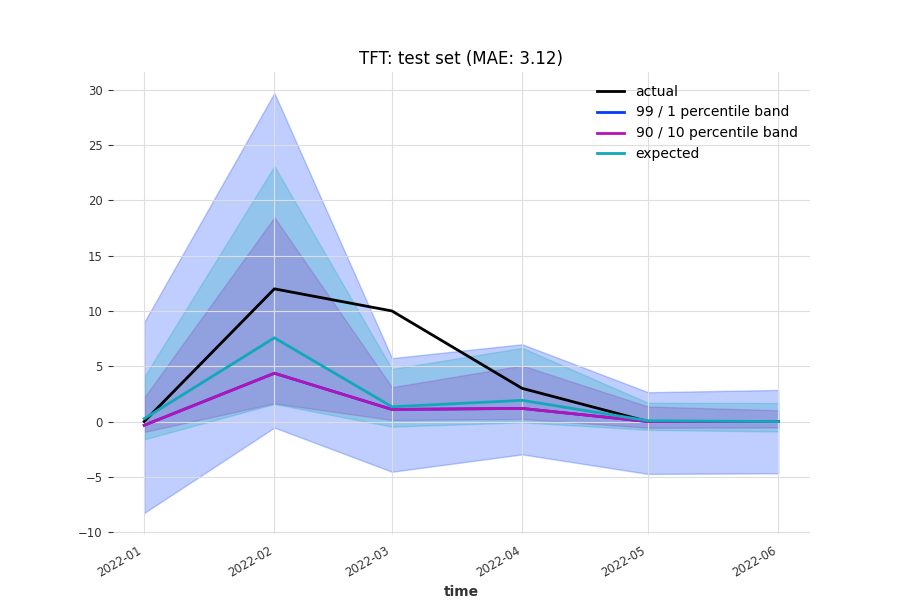 TFT: test set (MAE: 3.12)
actual
99 / 1 percentile band
90 / 10 percentile band
expected
30
25
20
15
10
5
0
−5
−10
2022-01
2022-02
2022-03
2022-04
2022-05
2022-06
time